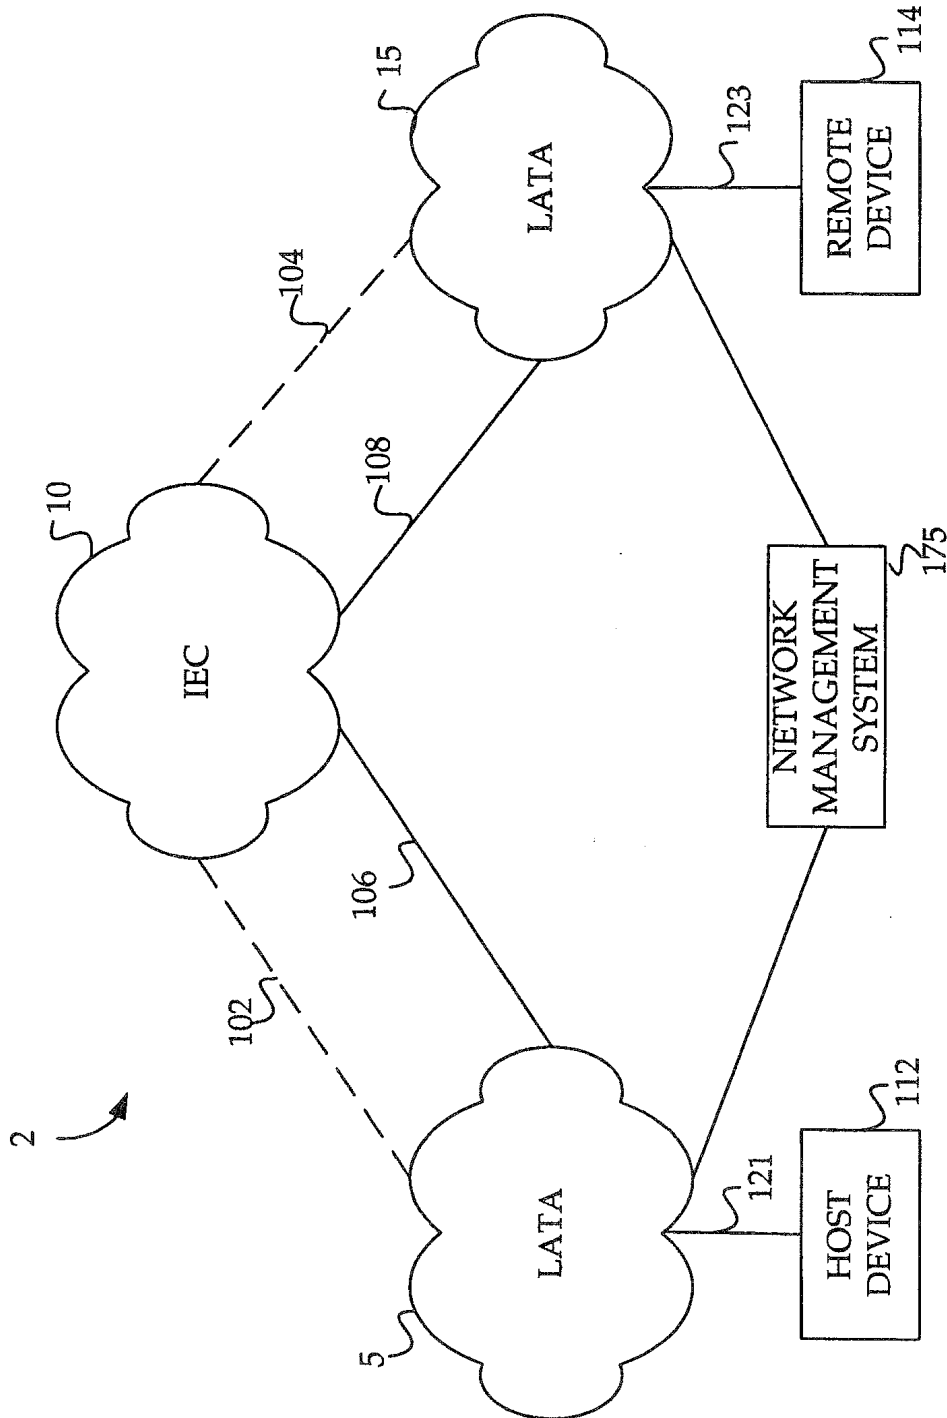 2
10
IEC
102
104
106
108
5
LATA
15
LATA
121
123
HOST
DEVICE
112
NETWORK
MANAGEMENT
SYSTEM
175
REMOTE
DEVICE
114